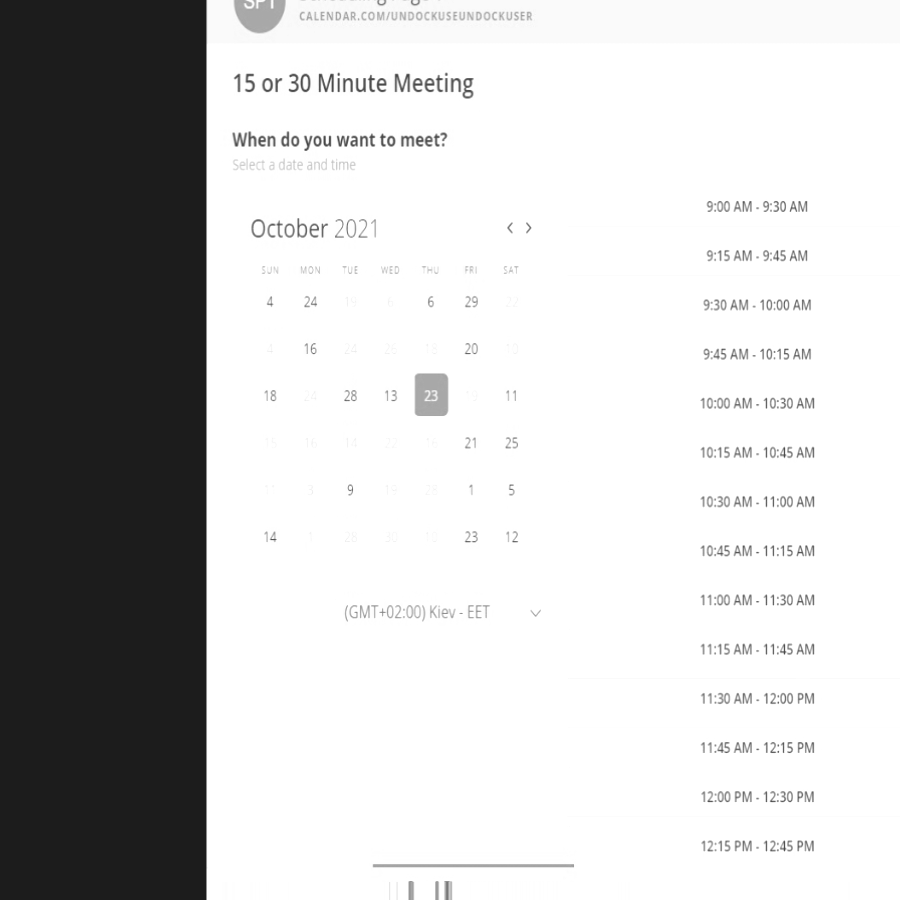 SPT
CALENDAR.COM/UNDOCKUSEUNDOCKUSER
15 or 30 Minute Meeting
When do you want to meet?
Select a date and time
October 2021
SUN MON TUE WED THU FRI SAT
4 24 19 6 6 29 22
4 16 24 26 18 20
18 24 28 13 23 11
15 16 14 22 21 25
3 9 19 26 1 5
14 1 28 30 23 12
(GMT+02:00) Kiev - EET
9:00 AM - 9:30 AM
9:15 AM - 9:45 AM
9:30 AM - 10:00 AM
9:45 AM - 10:15 AM
10:00 AM - 10:30 AM
10:15 AM - 10:45 AM
10:30 AM - 11:00 AM
10:45 AM - 11:15 AM
11:00 AM - 11:30 AM
11:15 AM - 11:45 AM
11:30 AM - 12:00 PM
11:45 AM - 12:15 PM
12:00 PM - 12:30 PM
12:15 PM - 12:45 PM